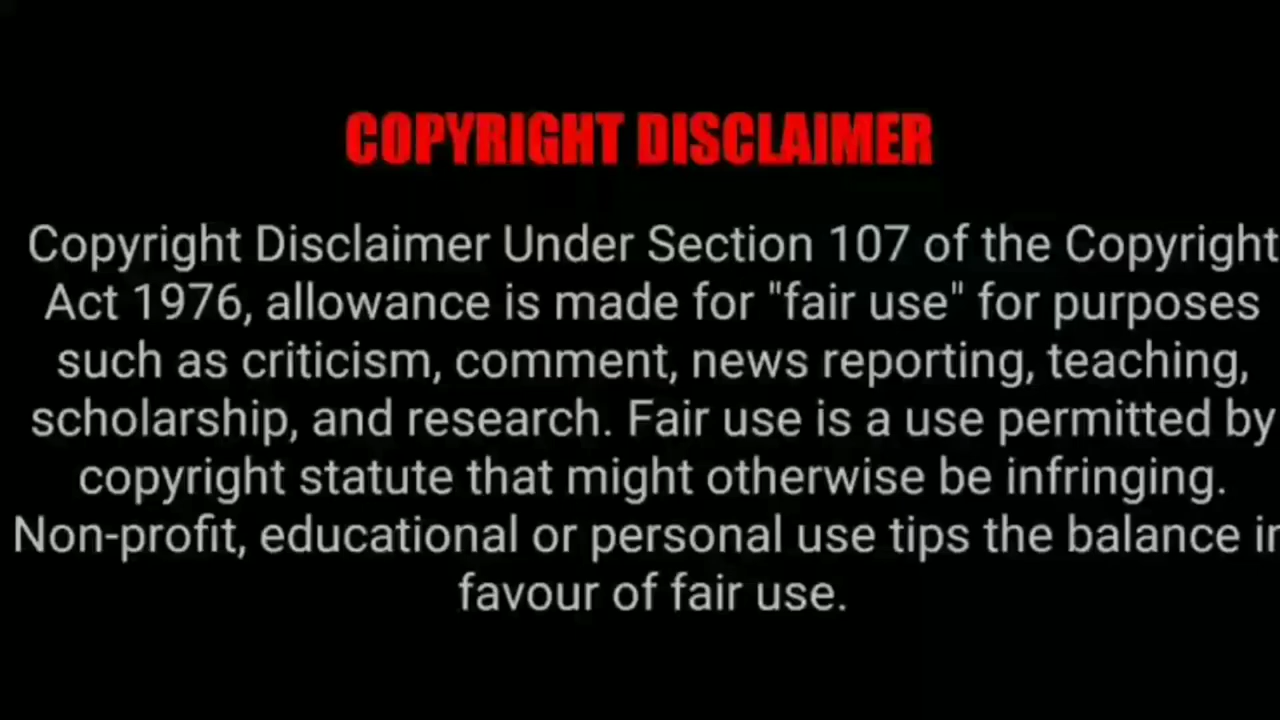 COPYRIGHT DISCLAIMER
Copyright Disclaimer Under Section 107 of the Copyright
Act 1976, allowance is made for "fair use" for purposes
such as criticism, comment, news reporting, teaching,
scholarship, and research. Fair use is a use permitted by
copyright statute that might otherwise be infringing.
Non-profit, educational or personal use tips the balance in
favour of fair use.